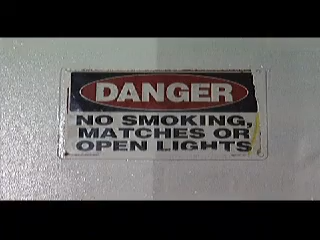 DANGER
NO SMOKING,
MATCHES OR
OPEN LIGHTS